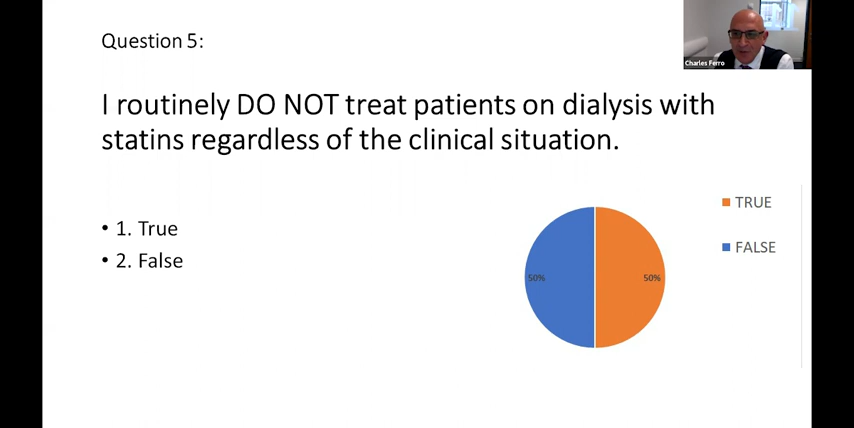 Question 5:
Charles Ferro
I routinely DO NOT treat patients on dialysis with
statins regardless of the clinical situation.
• 1. True
• 2. False
TRUE
FALSE
50%
50%